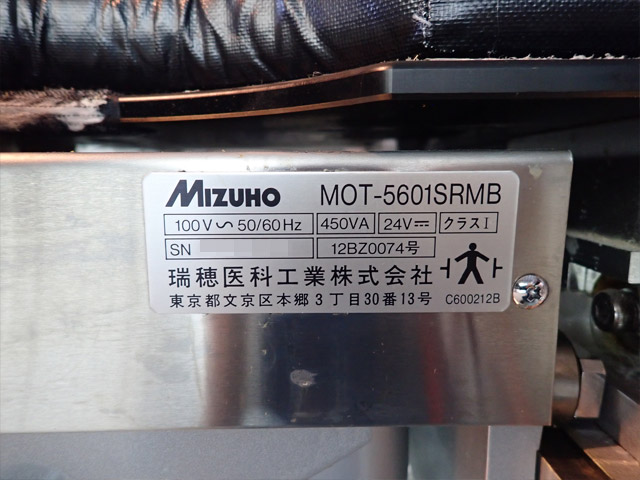 MIZUHO MOT-5601SRMB
100V〜50/60Hz 450VA 24V⎓ クラスI
SN 12BZ0074号
瑞穂医科工業株式会社
東京都文京区本郷3丁目30番13号 C600212B